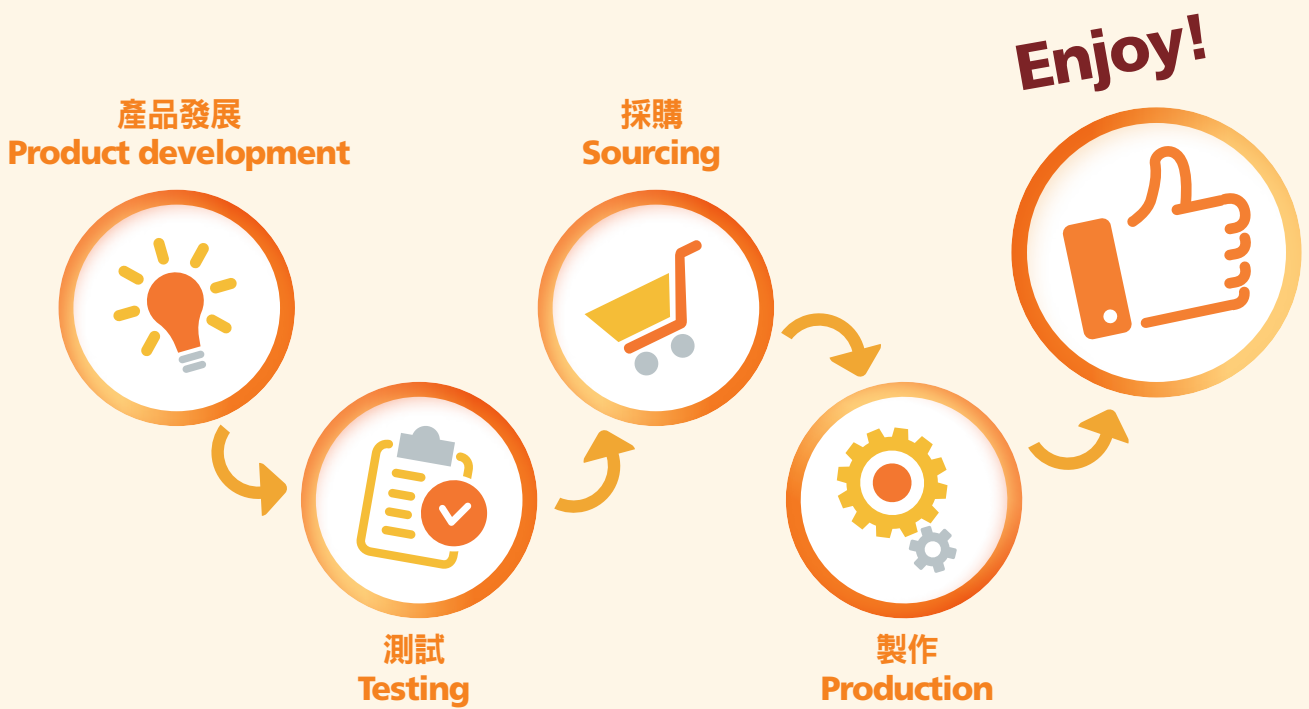 產品發展
Product development
測試
Testing
採購
Sourcing
製作
Production
Enjoy!